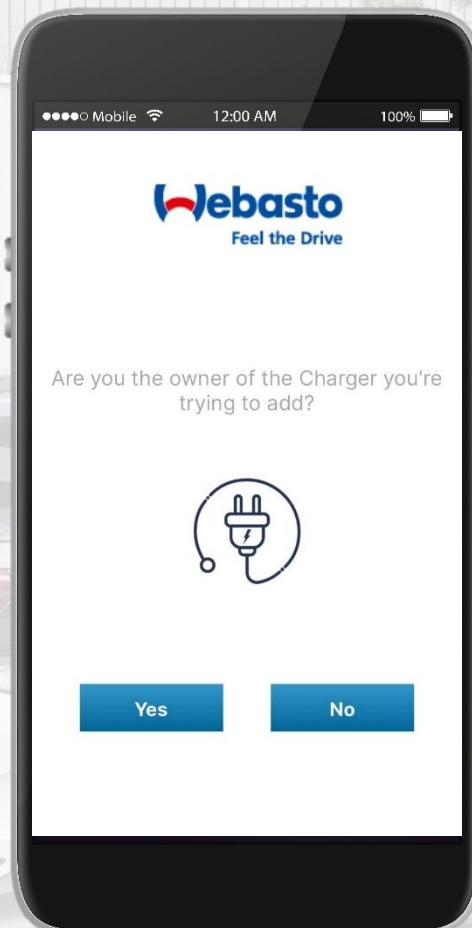 Mobile 12:00 AM 100%
Webasto
Feel the Drive
Are you the owner of the Charger you're
trying to add?
Yes No